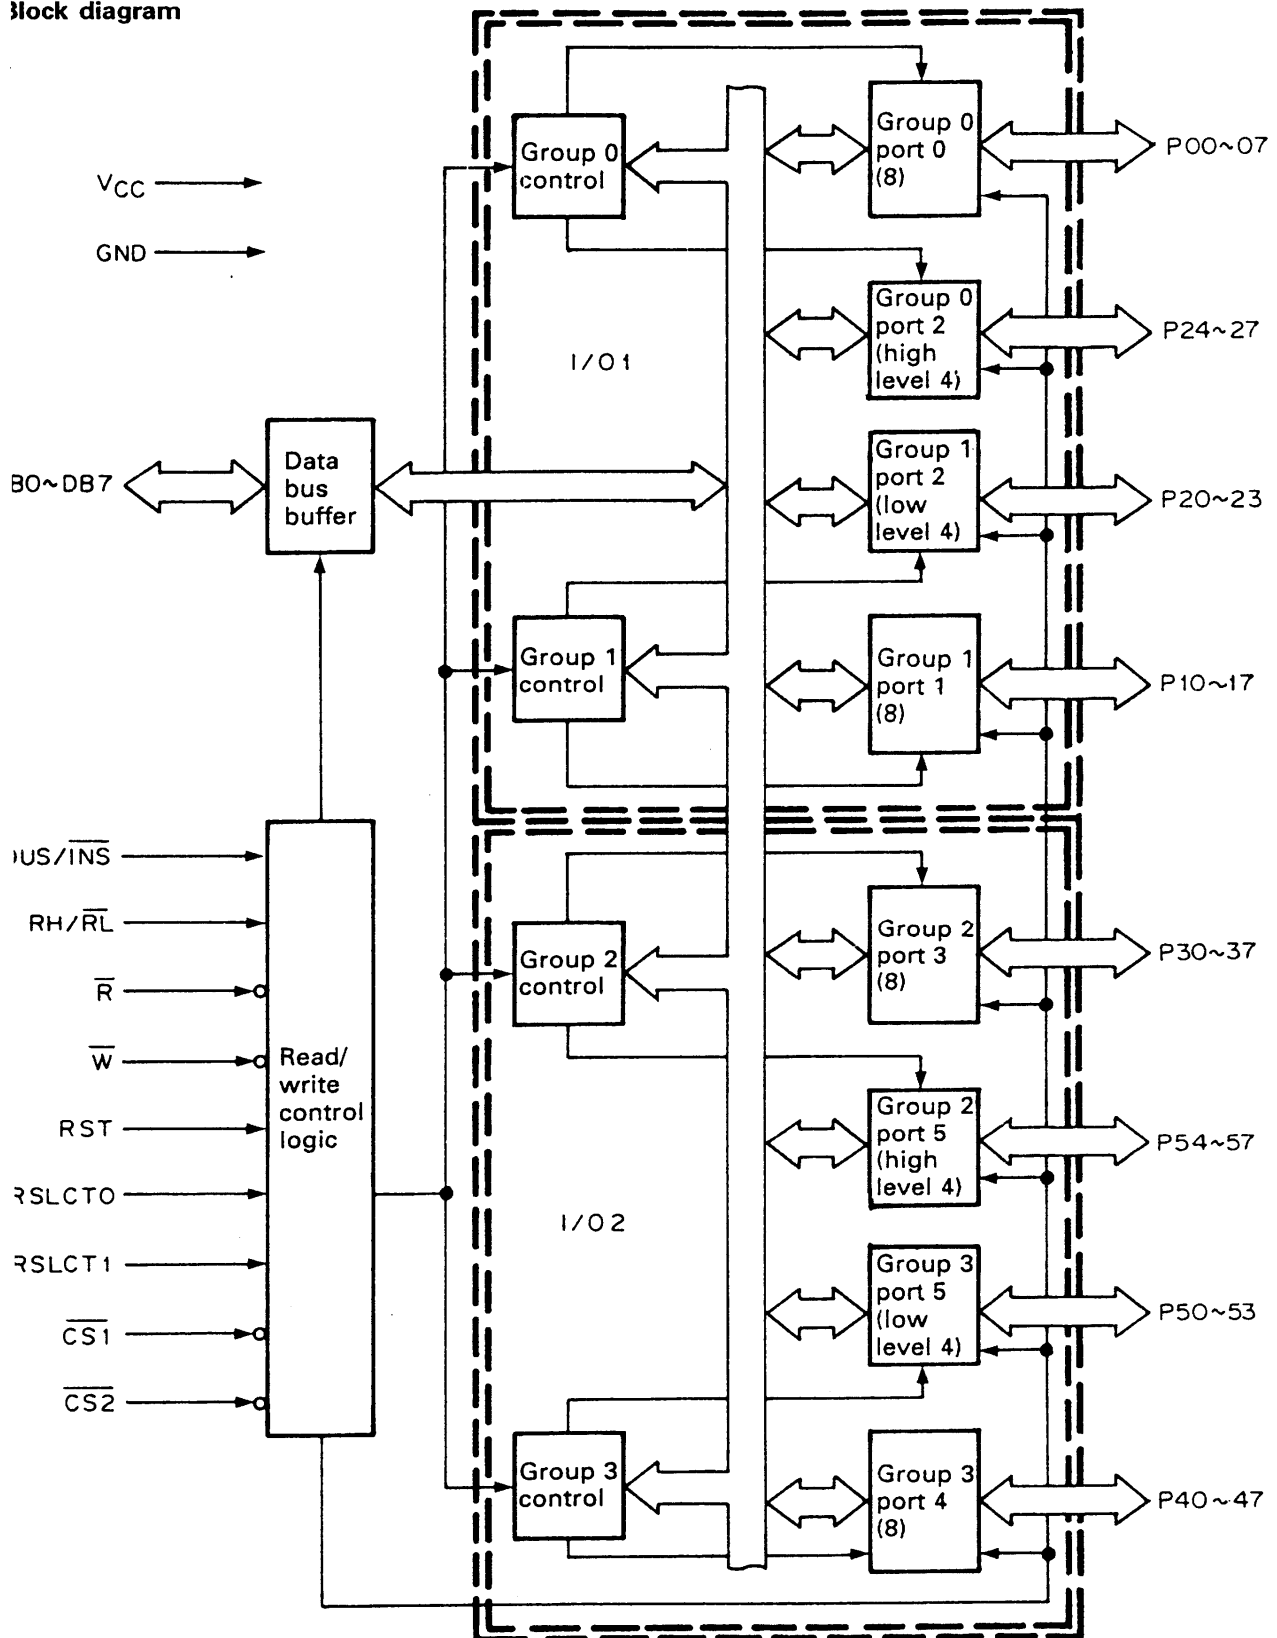 Block diagram
VCC
GND
Group 0
control
Group 0
port 0
(8)
P00~07
Group 0
port 2
(high
level 4)
P24~27
I/O1
Data
bus
buffer
B0~DB7
Group 1
port 2
(low
level 4)
P20~23
Group 1
control
Group 1
port 1
(8)
P10~17
US/INS
RH/RL
R
W
RST
RSLCT0
RSLCT1
CS1
CS2
Read/
write
control
logic
Group 2
control
Group 2
port 3
(8)
P30~37
Group 2
port 5
(high
level 4)
P54~57
I/O2
Group 3
port 5
(low
level 4)
P50~53
Group 3
control
Group 3
port 4
(8)
P40~47